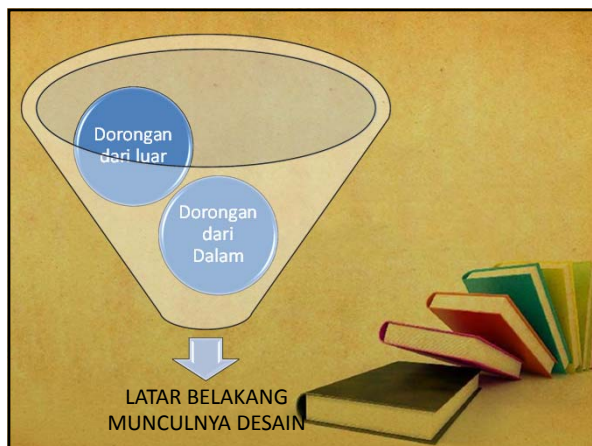 Dorongan
dari luar
Dorongan
dari
Dalam
LATAR BELAKANG
MUNCULNYA DESAIN